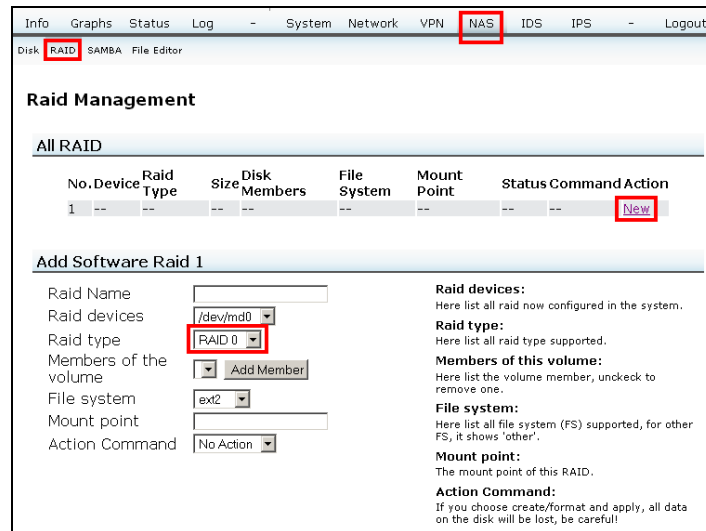 Info Graphs Status Log - System Network VPN NAS IDS IPS - Logout
Disk RAID SAMBA File Editor
Raid Management
All RAID
No. Device Raid Type Size Disk Members File System Mount Point Status Command Action
1 -- -- -- -- -- -- -- -- New
Add Software Raid 1
Raid Name
Raid devices /dev/md0
Raid type RAID 0
Members of the
volume Add Member
File system ext2
Mount point
Action Command No Action
Raid devices:
Here list all raid now configured in the system.
Raid type:
Here list all raid type supported.
Members of this volume:
Here list the volume member, unckeck to
remove one.
File system:
Here list all file system (FS) supported, for other
FS, it shows 'other'.
Mount point:
The mount point of this RAID.
Action Command:
If you choose create/format and apply, all data
on the disk will be lost, be careful!